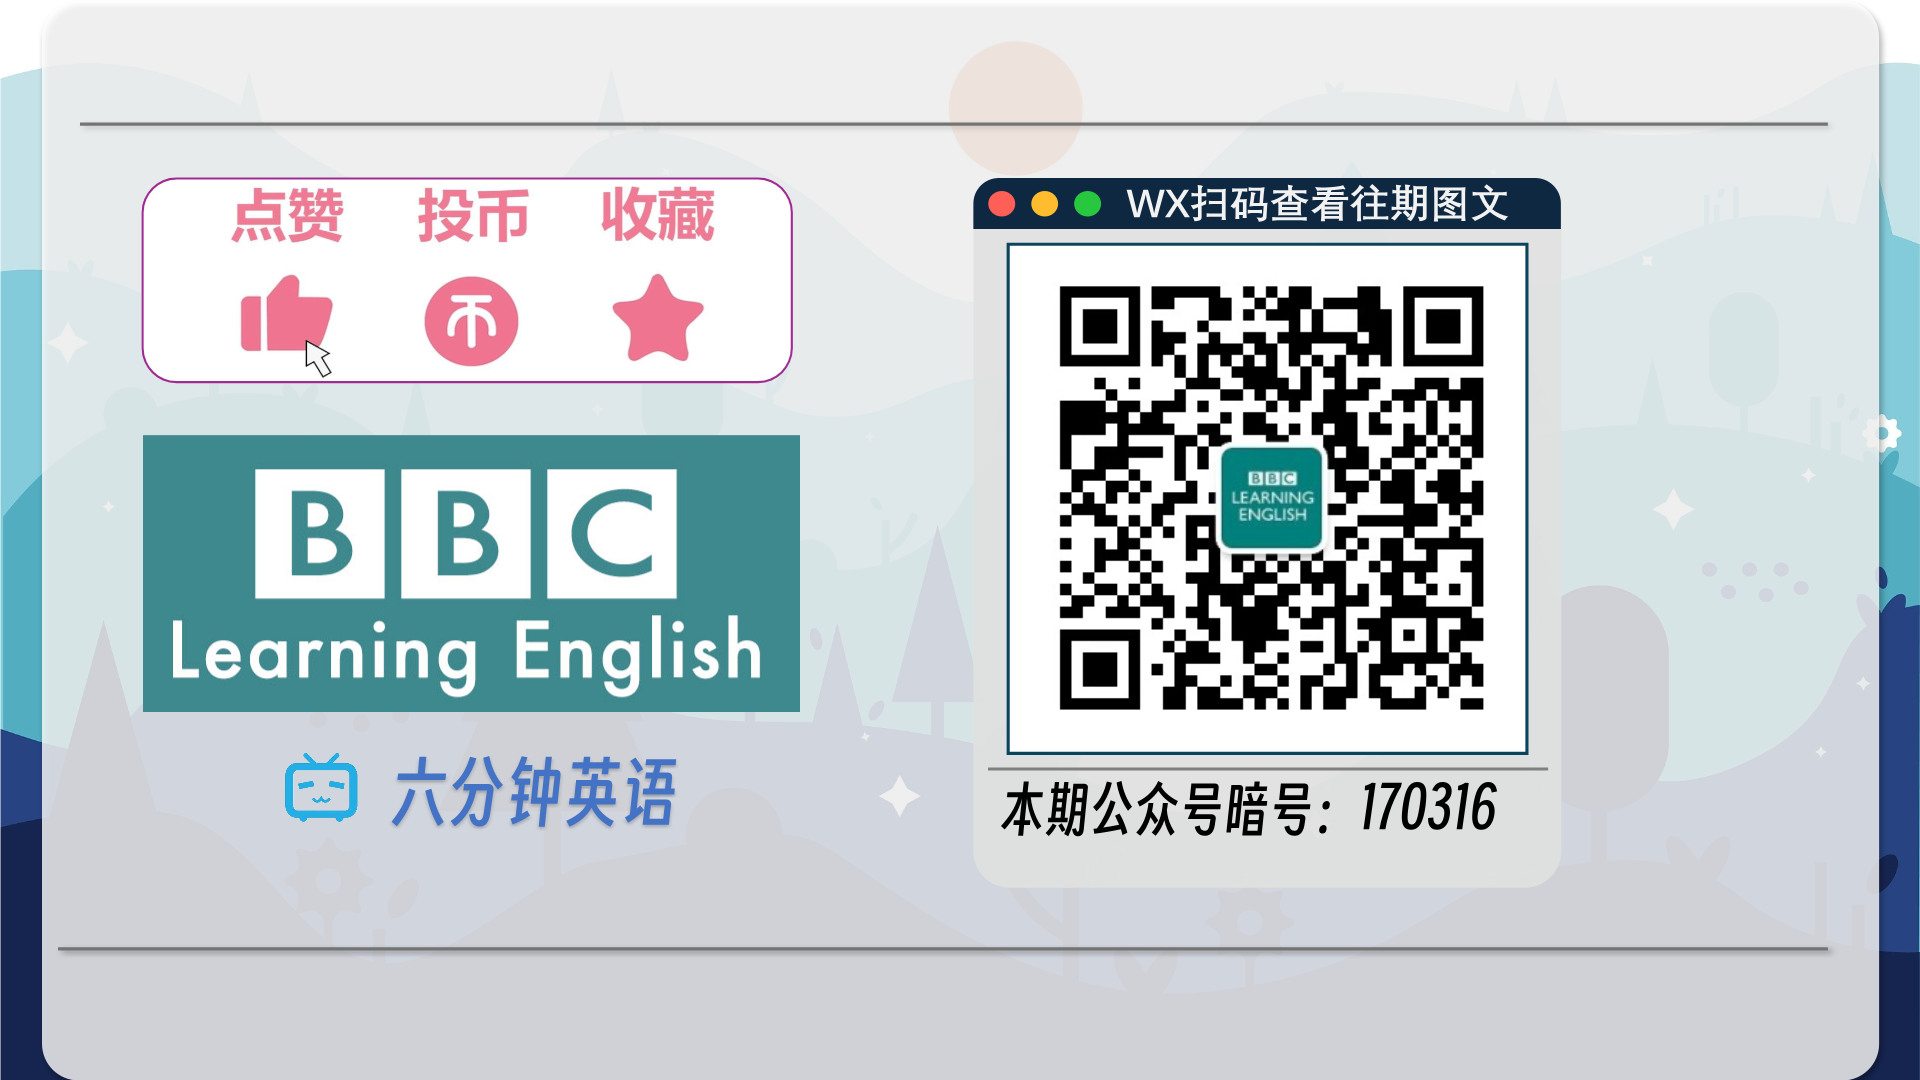 点赞 投币 收藏
BBC
Learning English
六分钟英语
WX扫码查看往期图文
BBC
LEARNING
ENGLISH
本期公众号暗号：170316